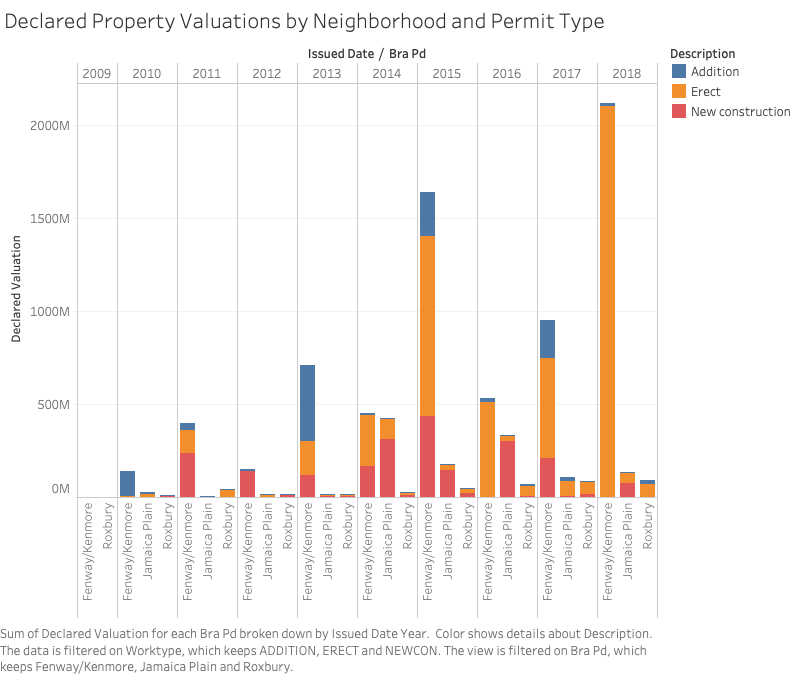 Declared Property Valuations by Neighborhood and Permit Type
Issued Date / Bra Pd
Description
2009 2010 2011 2012 2013 2014 2015 2016 2017 2018
Addition
Erect
New construction
2000M
1500M
1000M
500M
0M
Declared Valuation
Fenway/Kenmore Roxbury Fenway/Kenmore Jamaica Plain Roxbury Fenway/Kenmore Jamaica Plain Roxbury Fenway/Kenmore Jamaica Plain Roxbury Fenway/Kenmore Jamaica Plain Roxbury Fenway/Kenmore Jamaica Plain Roxbury Fenway/Kenmore Jamaica Plain Roxbury Fenway/Kenmore Jamaica Plain Roxbury Fenway/Kenmore Jamaica Plain Roxbury Fenway/Kenmore Jamaica Plain Roxbury
Sum of Declared Valuation for each Bra Pd broken down by Issued Date Year.  Color shows details about Description.
The data is filtered on Worktype, which keeps ADDITION, ERECT and NEWCON. The view is filtered on Bra Pd, which
keeps Fenway/Kenmore, Jamaica Plain and Roxbury.